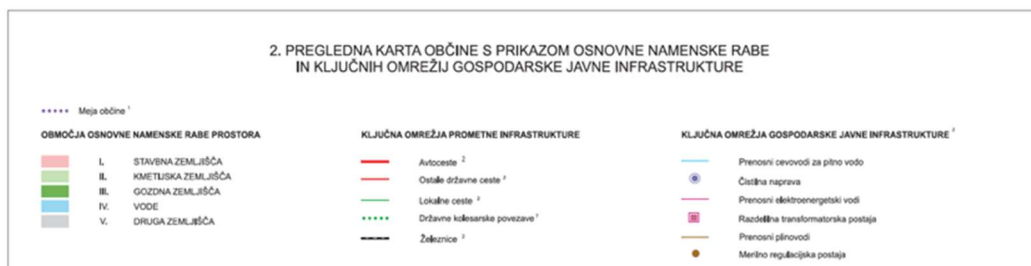 2. PREGLEDNA KARTA OBČINE S PRIKAZOM OSNOVNE NAMENSKE RABE
IN KLJUČNIH OMREŽIJ GOSPODARSKE JAVNE INFRASTRUKTURE
Meja občine 1
OBMOČJA OSNOVNE NAMENSKE RABE PROSTORA
I. STAVBNA ZEMLJIŠČA
II. KMETIJSKA ZEMLJIŠČA
III. GOZDNA ZEMLJIŠČA
IV. VODE
V. DRUGA ZEMLJIŠČA
KLJUČNA OMREŽJA PROMETNE INFRASTRUKTURE
Avtoceste 2
Ostale državne ceste 2
Lokalne ceste 2
Državne kolesarske povezave
Železnice 2
KLJUČNA OMREŽJA GOSPODARSKE JAVNE INFRASTRUKTURE 2
Prenosni cevovodi za pitno vodo
Čistilna naprava
Prenosni elektroenergetski vodi
Razdelilna transformatorska postaja
Prenosni plinovodi
Merilno regulacijska postaja